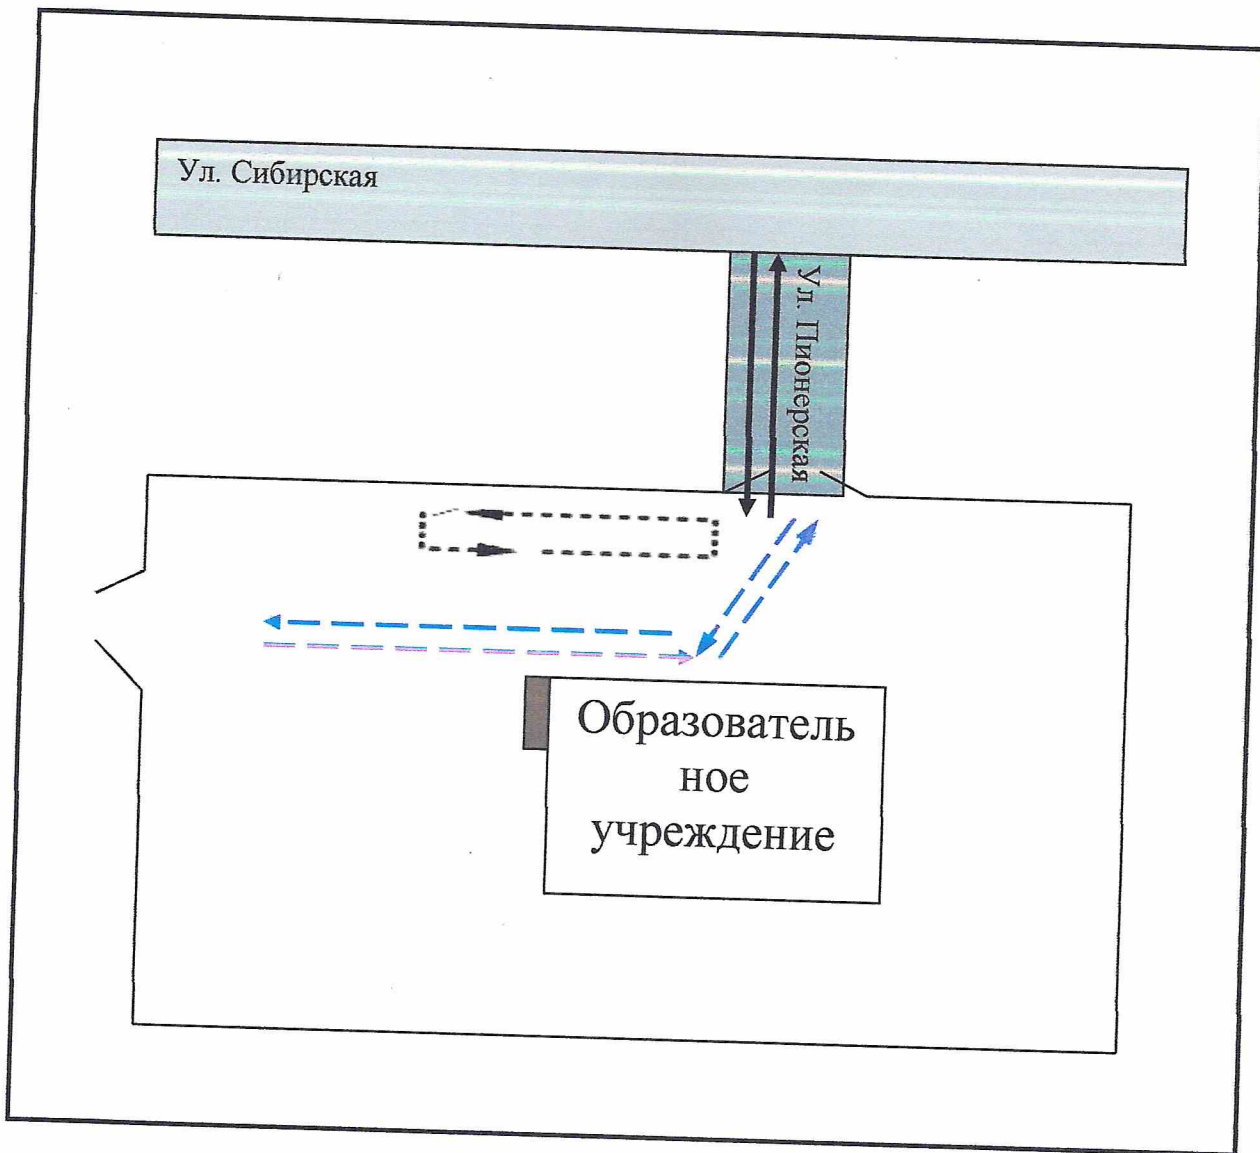 Ул. Сибирская
Ул. Пионерская
Образователь
ное
учреждение